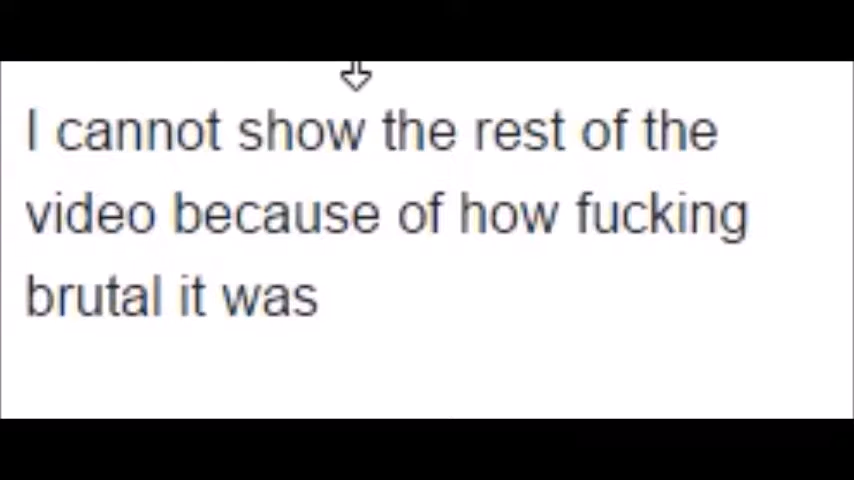 I cannot show the rest of the
video because of how fucking
brutal it was